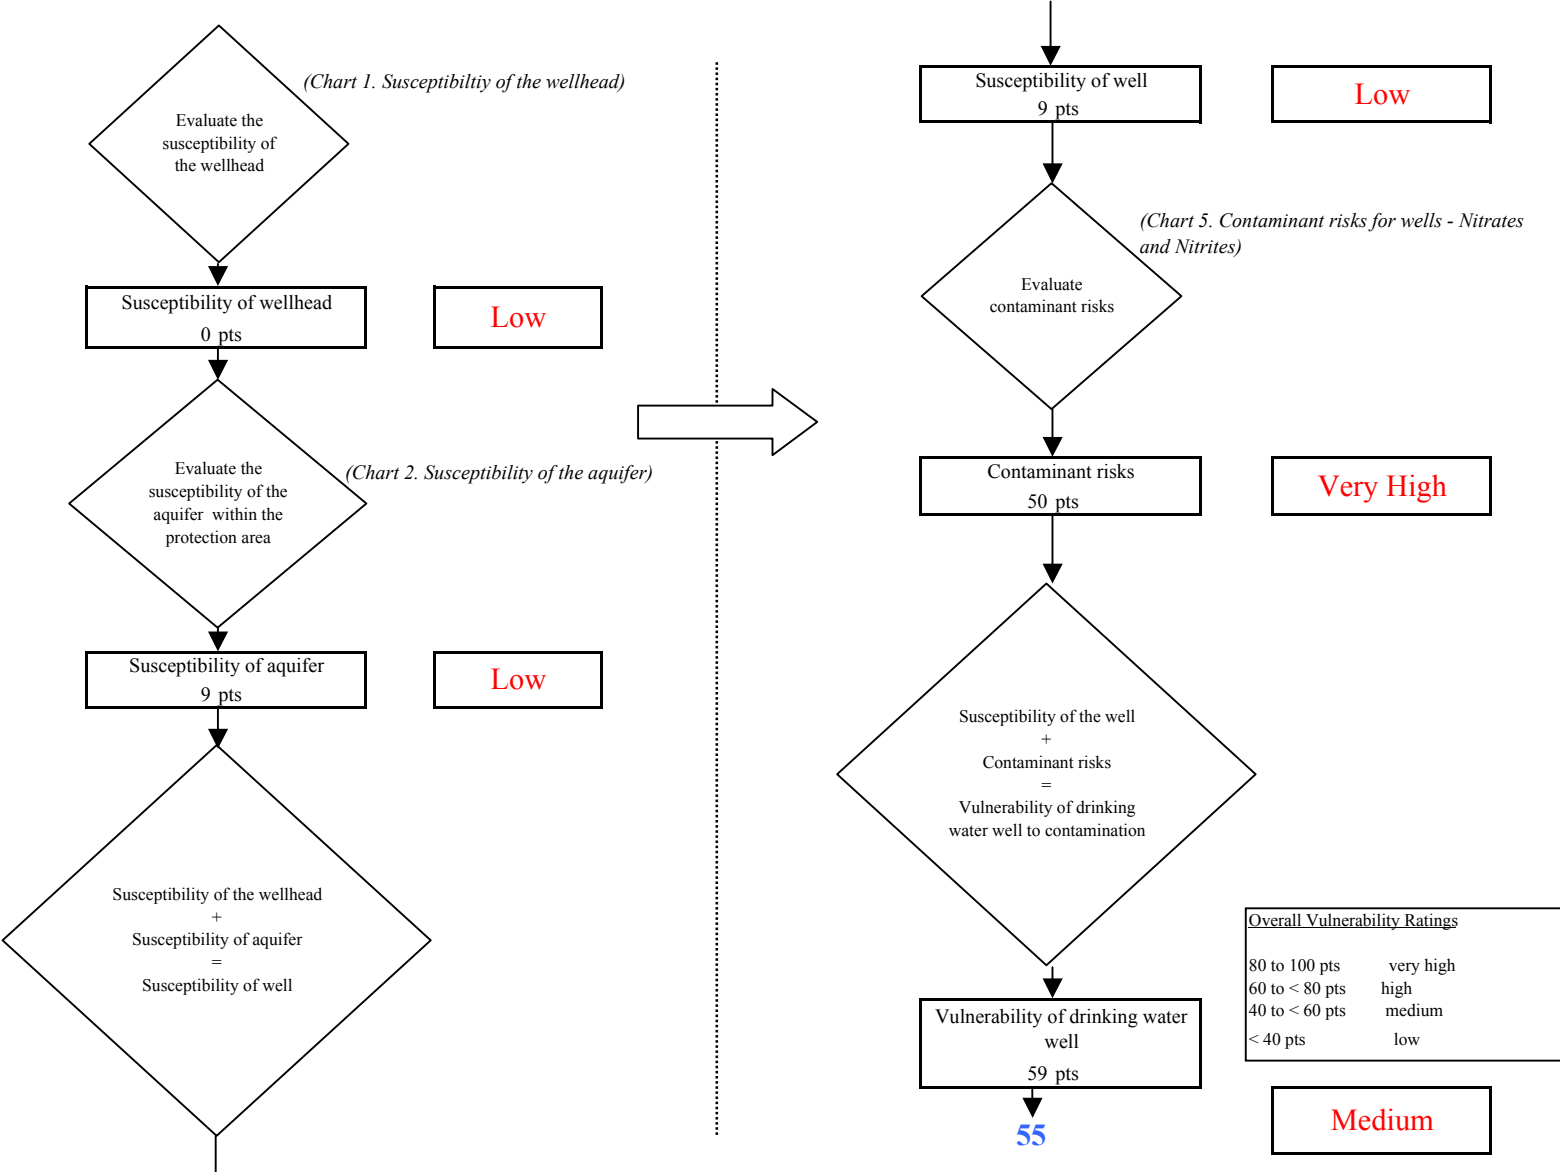 (Chart 1. Susceptibiltiy of the wellhead)
Evaluate the
susceptibility of
the wellhead
Susceptibility of wellhead
0 pts
Low
Evaluate the
susceptibility of the
aquifer within the
protection area
(Chart 2. Susceptibility of the aquifer)
Susceptibility of aquifer
9 pts
Low
Susceptibility of the wellhead
+
Susceptibility of aquifer
=
Susceptibility of well
Susceptibility of well
9 pts
Low
(Chart 5. Contaminant risks for wells - Nitrates
and Nitrites)
Evaluate
contaminant risks
Contaminant risks
50 pts
Very High
Susceptibility of the well
+
Contaminant risks
=
Vulnerability of drinking
water well to contamination
Overall Vulnerability Ratings
80 to 100 pts very high
60 to < 80 pts high
40 to < 60 pts medium
< 40 pts low
Vulnerability of drinking water
well
59 pts
55
Medium